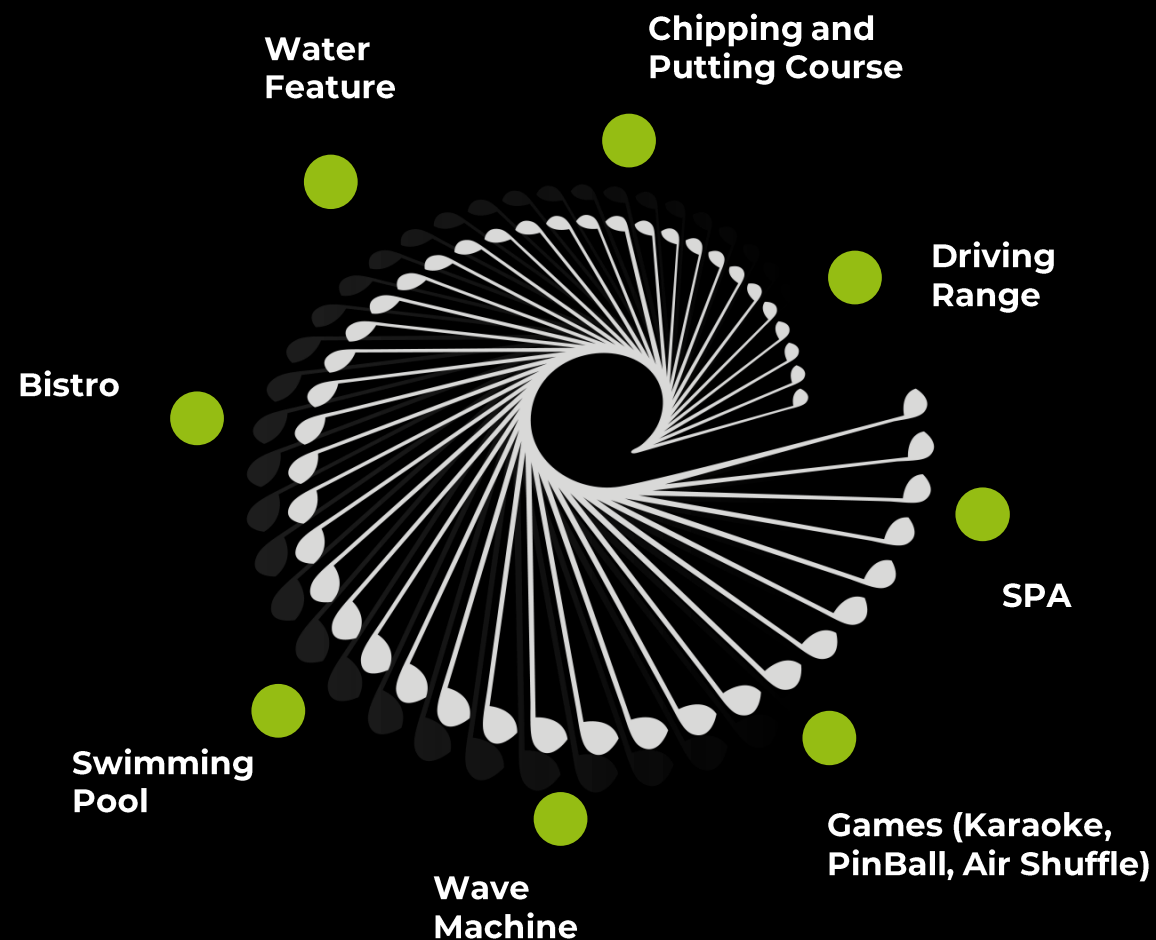 Water
Feature
Chipping and
Putting Course
Driving
Range
Bistro
SPA
Swimming
Pool
Games (Karaoke,
PinBall, Air Shuffle)
Wave
Machine